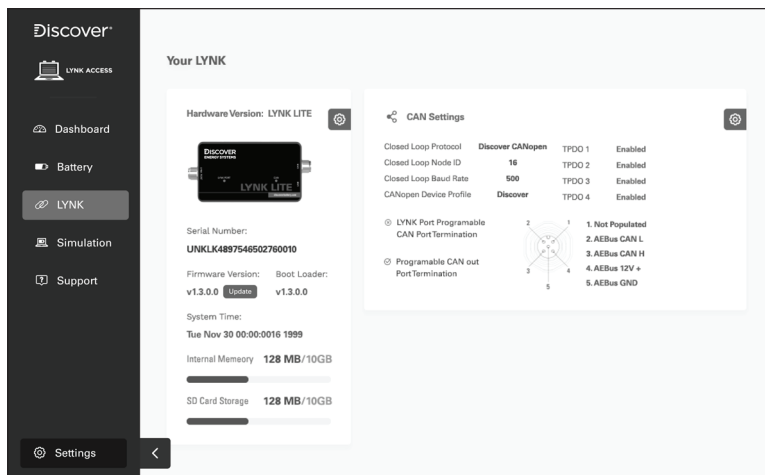 Discover
LYNK ACCESS
Dashboard
Battery
LYNK
Simulation
Support
Settings
Your LYNK
Hardware Version: LYNK LITE
DISCOVER
ENERGY SYSTEMS
LYNK LITE
Serial Number:
UNKLK4897546502760010
Firmware Version: Boot Loader:
v1.3.0.0 Update v1.3.0.0
System Time:
Tue Nov 30 00:00:0016 1999
Internal Memeory 128 MB/10GB
SD Card Storage 128 MB/10GB
CAN Settings
Closed Loop Protocol Discover CANopen TPDO 1 Enabled
Closed Loop Node ID 16 TPDO 2 Enabled
Closed Loop Baud Rate 500 TPDO 3 Enabled
CANopen Device Profile Discover TPDO 4 Enabled
LYNK Port Programable
CAN PortTermination
Programable CAN out
PortTermination
2 1
3 4
5
1. Not Populated
2. AEBus CAN L
3. AEBus CAN H
4. AEBus 12V +
5. AEBus GND